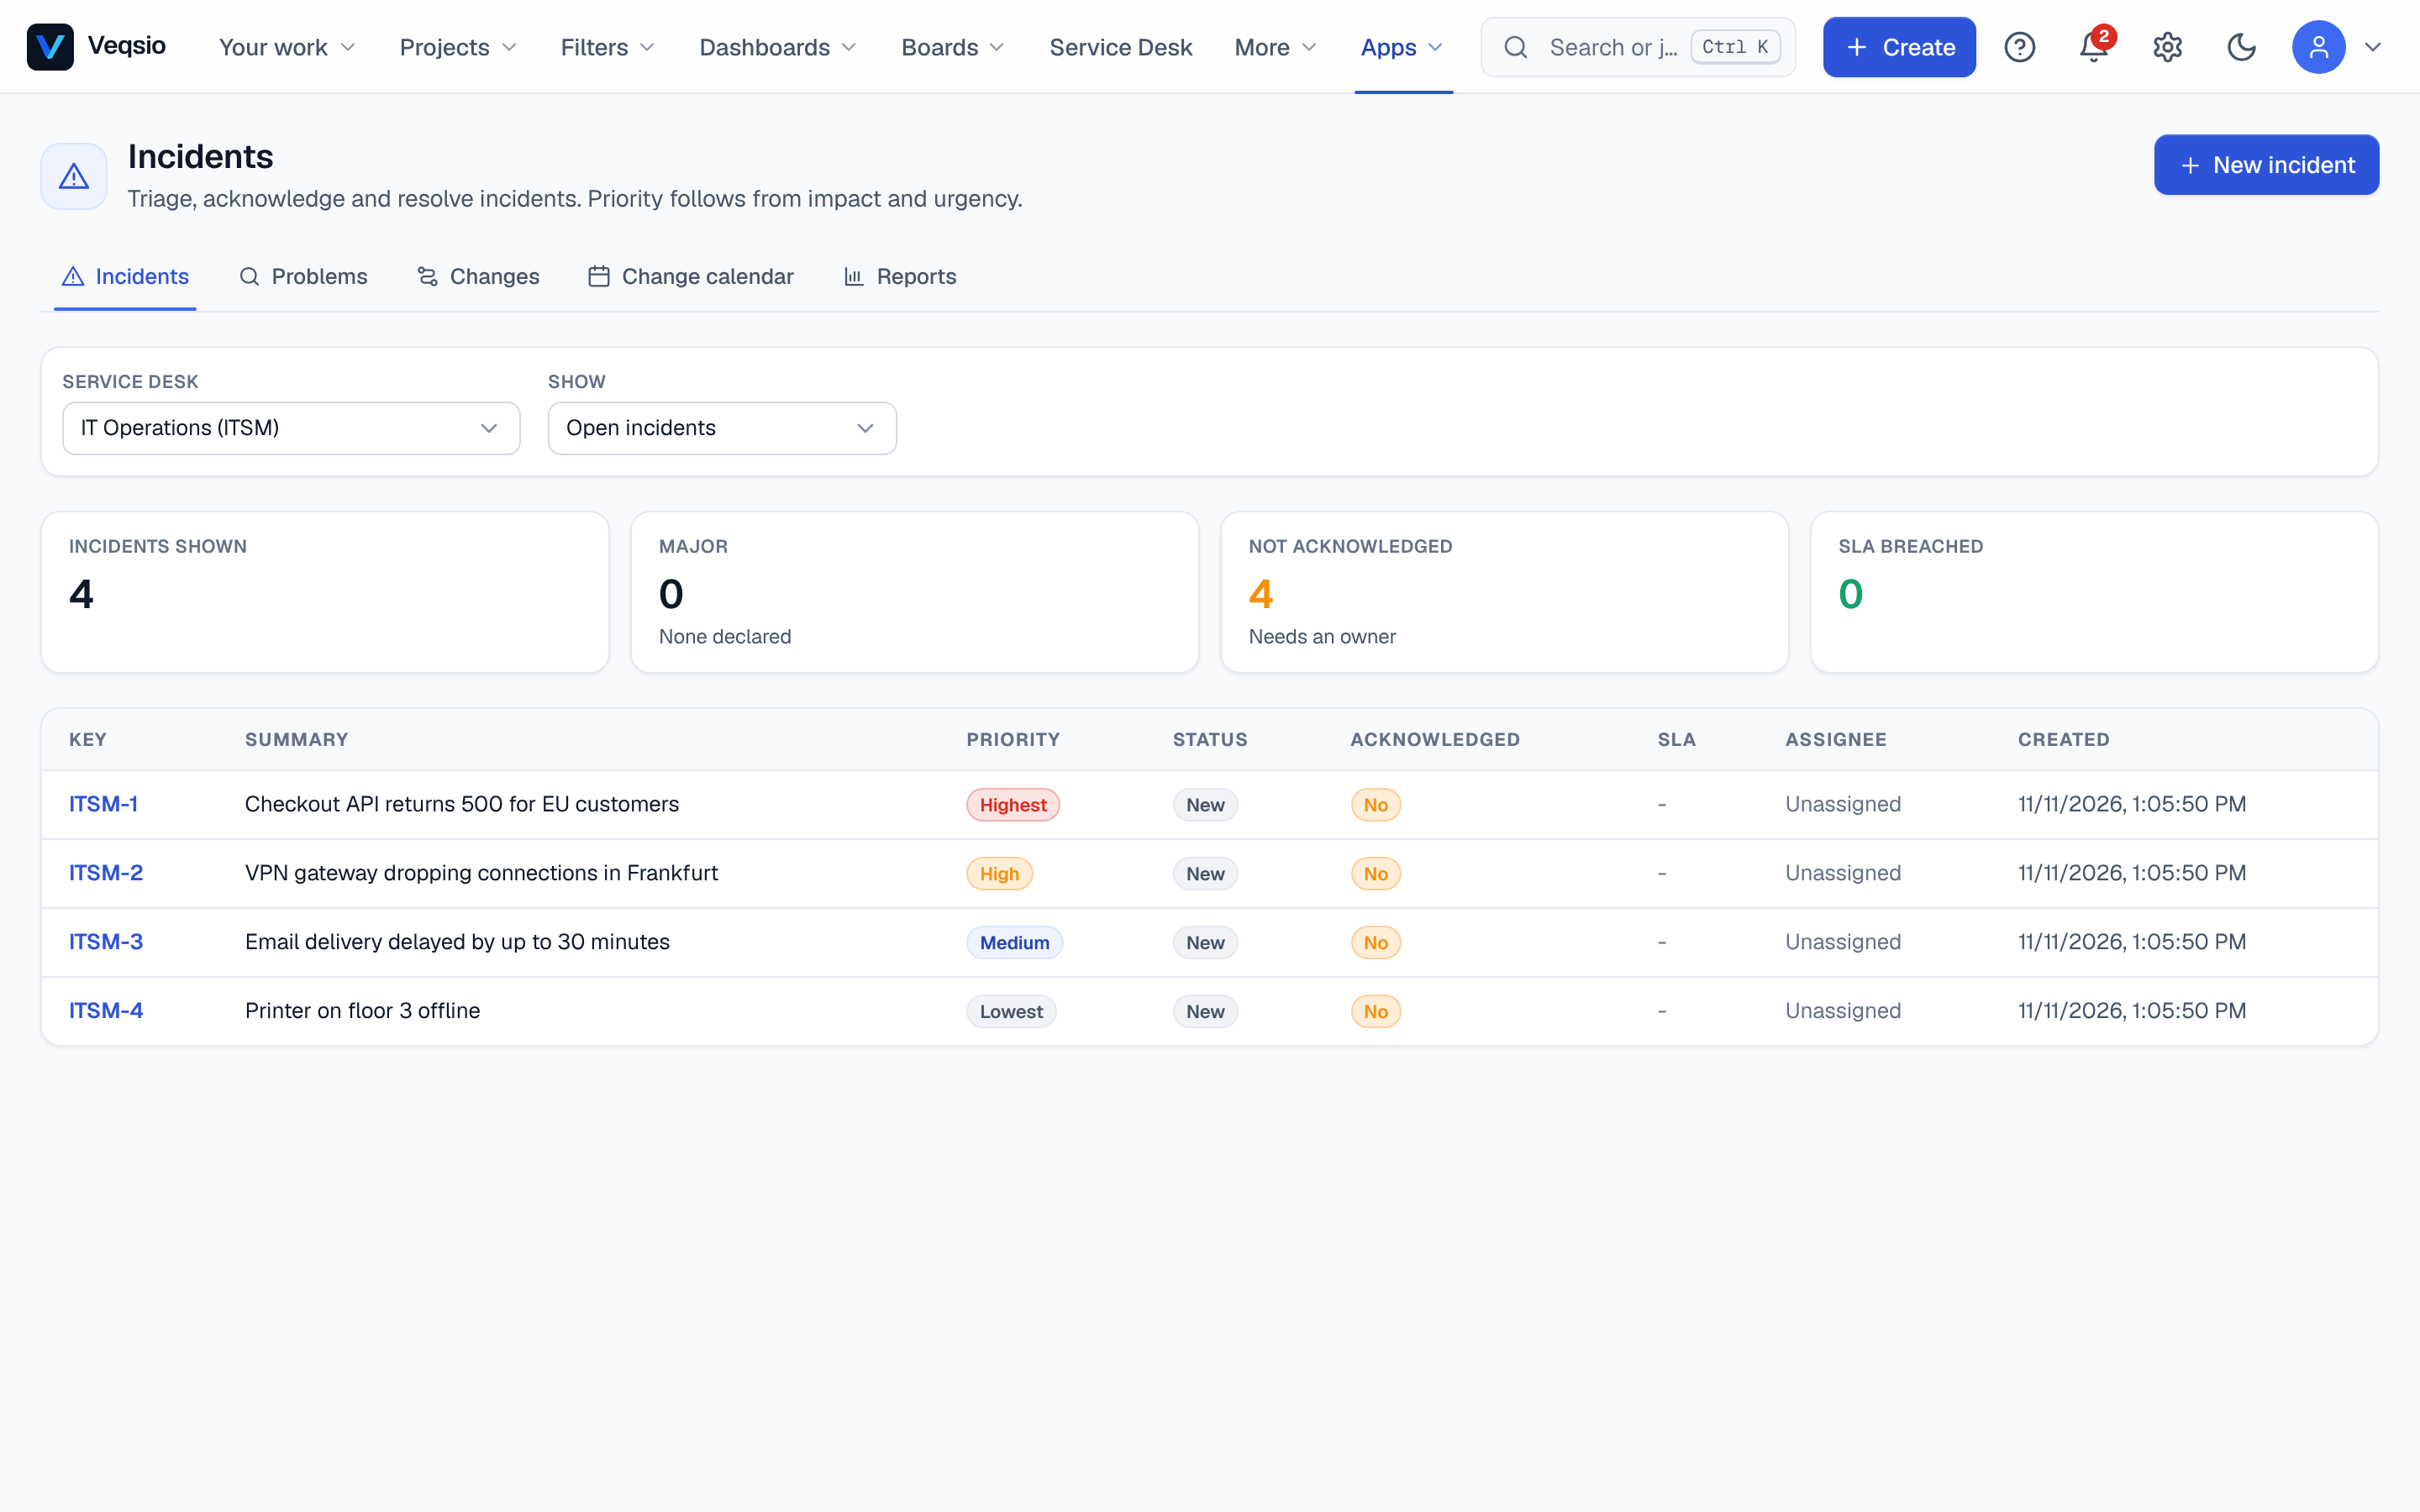 Veqsio Your work Projects Filters Dashboards Boards Service Desk More Apps Search or j... Ctrl K Create 2
Incidents
Triage, acknowledge and resolve incidents. Priority follows from impact and urgency.
New incident
Incidents Problems Changes Change calendar Reports
SERVICE DESK SHOW
IT Operations (ITSM) Open incidents
INCIDENTS SHOWN MAJOR NOT ACKNOWLEDGED SLA BREACHED
4 0 4 0
None declared Needs an owner
KEY SUMMARY PRIORITY STATUS ACKNOWLEDGED SLA ASSIGNEE CREATED
ITSM-1 Checkout API returns 500 for EU customers Highest New No - Unassigned 11/11/2026, 1:05:50 PM
ITSM-2 VPN gateway dropping connections in Frankfurt High New No - Unassigned 11/11/2026, 1:05:50 PM
ITSM-3 Email delivery delayed by up to 30 minutes Medium New No - Unassigned 11/11/2026, 1:05:50 PM
ITSM-4 Printer on floor 3 offline Lowest New No - Unassigned 11/11/2026, 1:05:50 PM